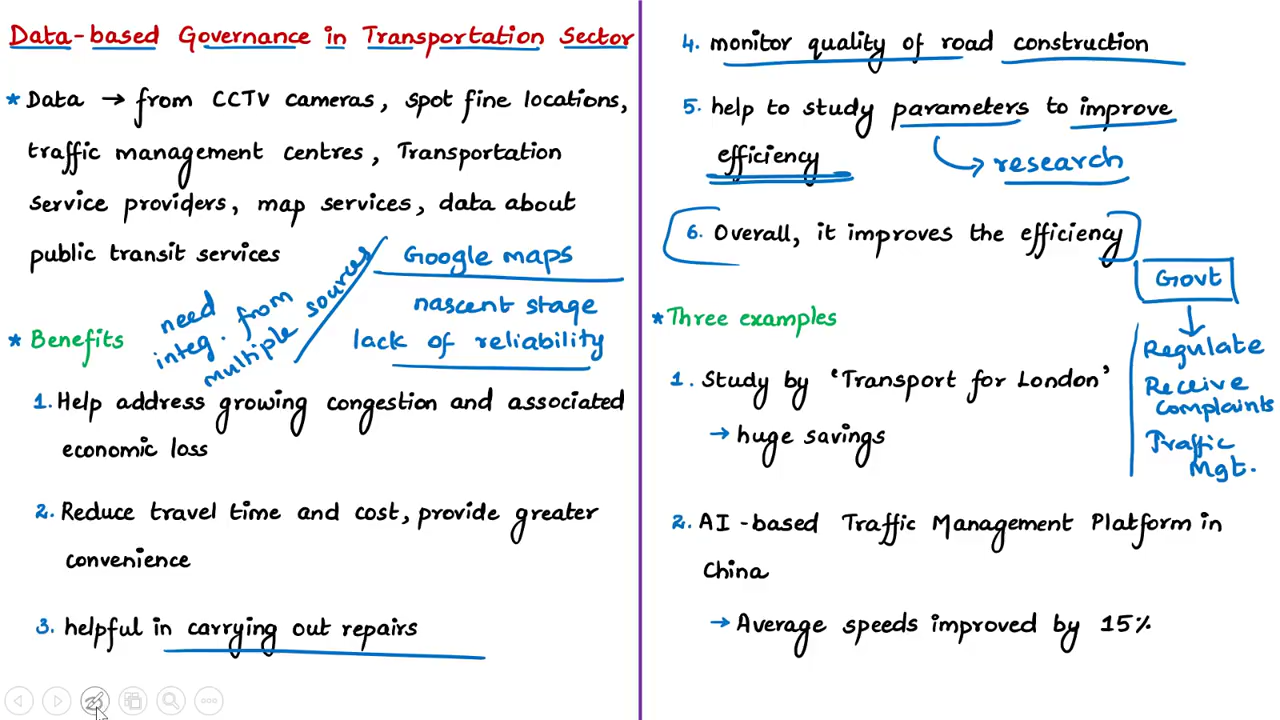 Data-based Governance in Transportation Sector
* Data → from CCTV cameras, spot fine locations,
traffic management centres, Transportation
service providers, map services, data about
public transit services
Google maps
nascent stage
lack of reliability
need
integ. from
multiple sources
* Benefits
1. Help address growing congestion and associated
economic loss
2. Reduce travel time and cost, provide greater
convenience
3. helpful in carrying out repairs
4. monitor quality of road construction
5. help to study parameters to improve
efficiency
→ research
6. Overall, it improves the efficiency
Govt
Regulate
Receive
Complaints
Traffic
Mgt.
* Three examples
1. Study by 'Transport for London'
→ huge savings
2. AI-based Traffic Management Platform in
China
→ Average speeds improved by 15%